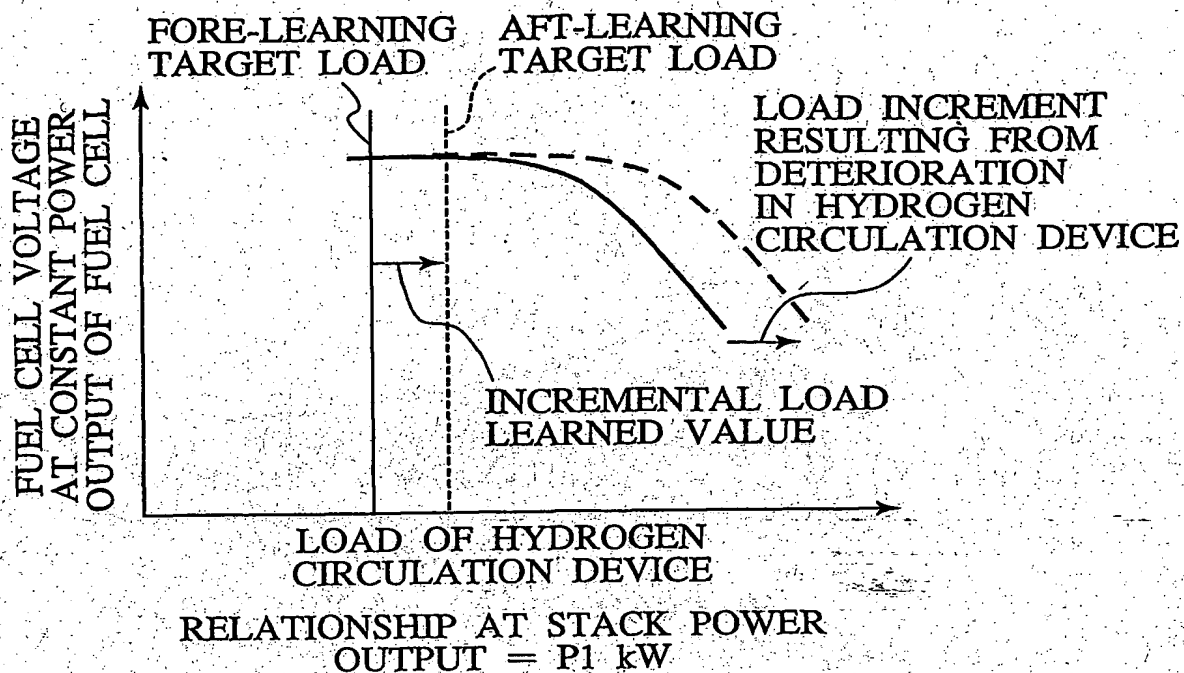 FORE-LEARNING
TARGET LOAD
AFT-LEARNING
TARGET LOAD
LOAD INCREMENT
RESULTING FROM
DETERIORATION
IN HYDROGEN
CIRCULATION DEVICE
FUEL CELL VOLTAGE
AT CONSTANT POWER
OUTPUT OF FUEL CELL
INCREMENTAL LOAD
LEARNED VALUE
LOAD OF HYDROGEN
CIRCULATION DEVICE
RELATIONSHIP AT STACK POWER
OUTPUT = P1 kW